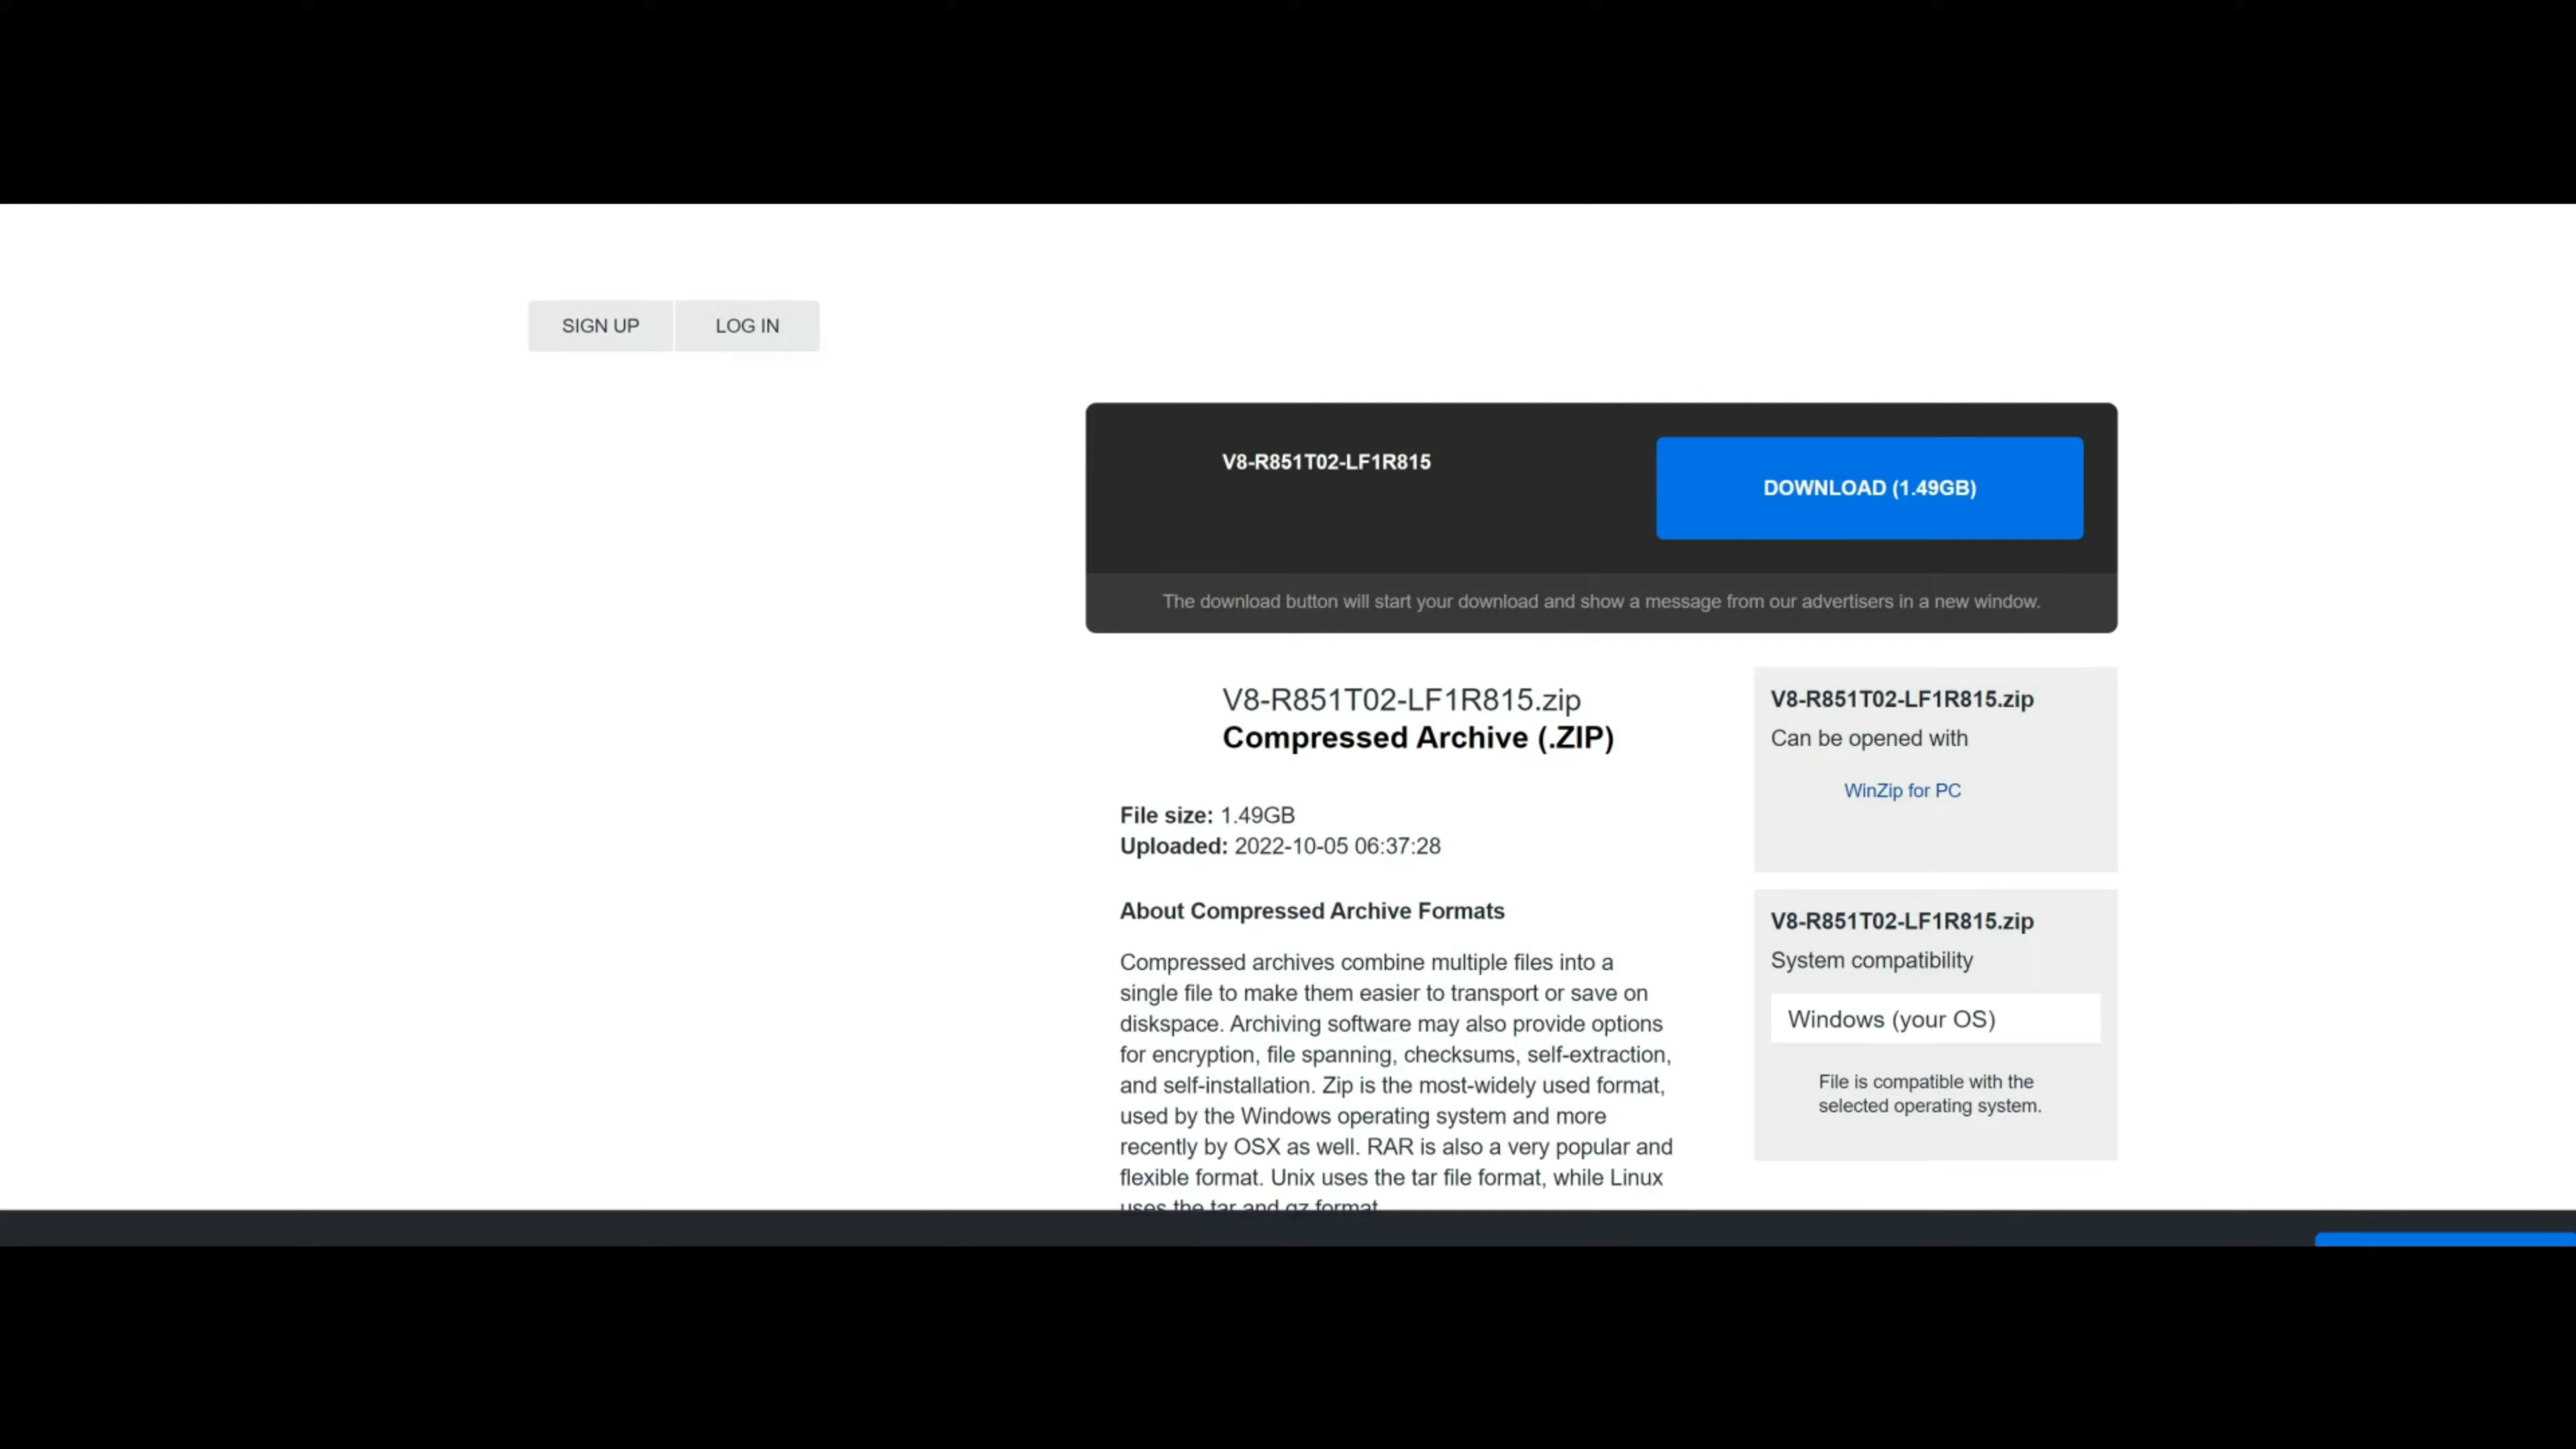 SIGN UP
LOG IN
V8-R851T02-LF1R815
DOWNLOAD (1.49GB)
The download button will start your download and show a message from our advertisers in a new window.
V8-R851T02-LF1R815.zip
Compressed Archive (.ZIP)
File size: 1.49GB
Uploaded: 2022-10-05 06:37:28
About Compressed Archive Formats
Compressed archives combine multiple files into a
single file to make them easier to transport or save on
diskspace. Archiving software may also provide options
for encryption, file spanning, checksums, self-extraction,
and self-installation. Zip is the most-widely used format,
used by the Windows operating system and more
recently by OSX as well. RAR is also a very popular and
flexible format. Unix uses the tar file format, while Linux
uses the tar and gz format.
V8-R851T02-LF1R815.zip
Can be opened with
WinZip for PC
V8-R851T02-LF1R815.zip
System compatibility
Windows (your OS)
File is compatible with the
selected operating system.